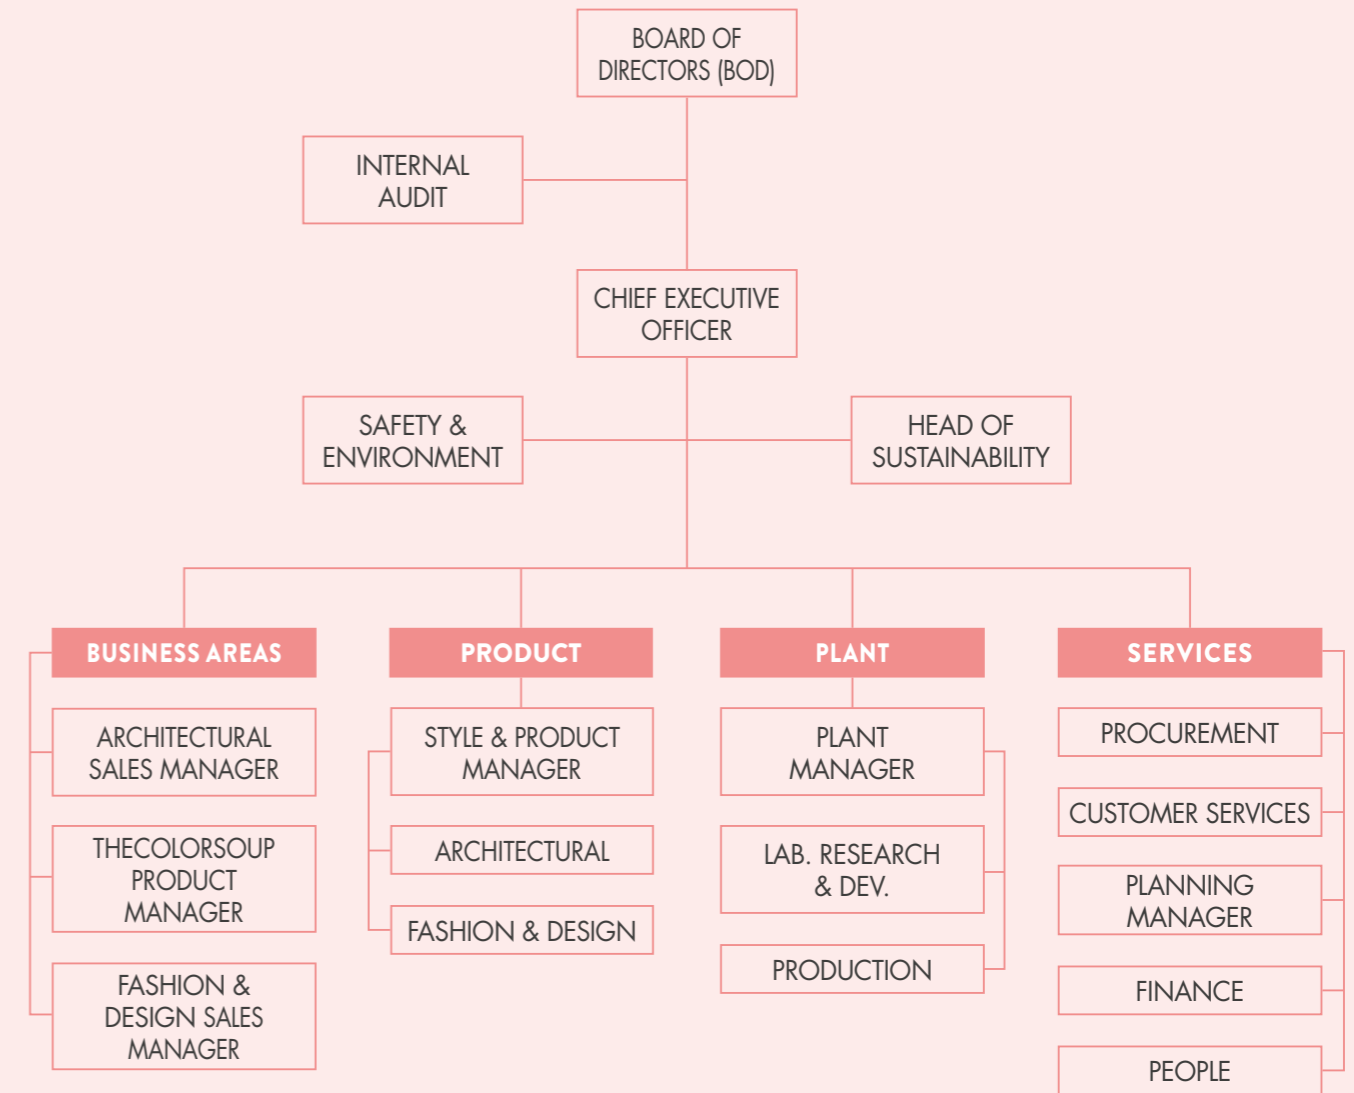 BOARD OF
DIRECTORS (BOD)
INTERNAL
AUDIT
CHIEF EXECUTIVE
OFFICER
SAFETY &
ENVIRONMENT
HEAD OF
SUSTAINABILITY
BUSINESS AREAS
ARCHITECTURAL
SALES MANAGER
THECOLORSOUP
PRODUCT
MANAGER
FASHION &
DESIGN SALES
MANAGER
PRODUCT
STYLE & PRODUCT
MANAGER
ARCHITECTURAL
FASHION & DESIGN
PLANT
PLANT
MANAGER
LAB. RESEARCH
& DEV.
PRODUCTION
SERVICES
PROCUREMENT
CUSTOMER SERVICES
PLANNING
MANAGER
FINANCE
PEOPLE